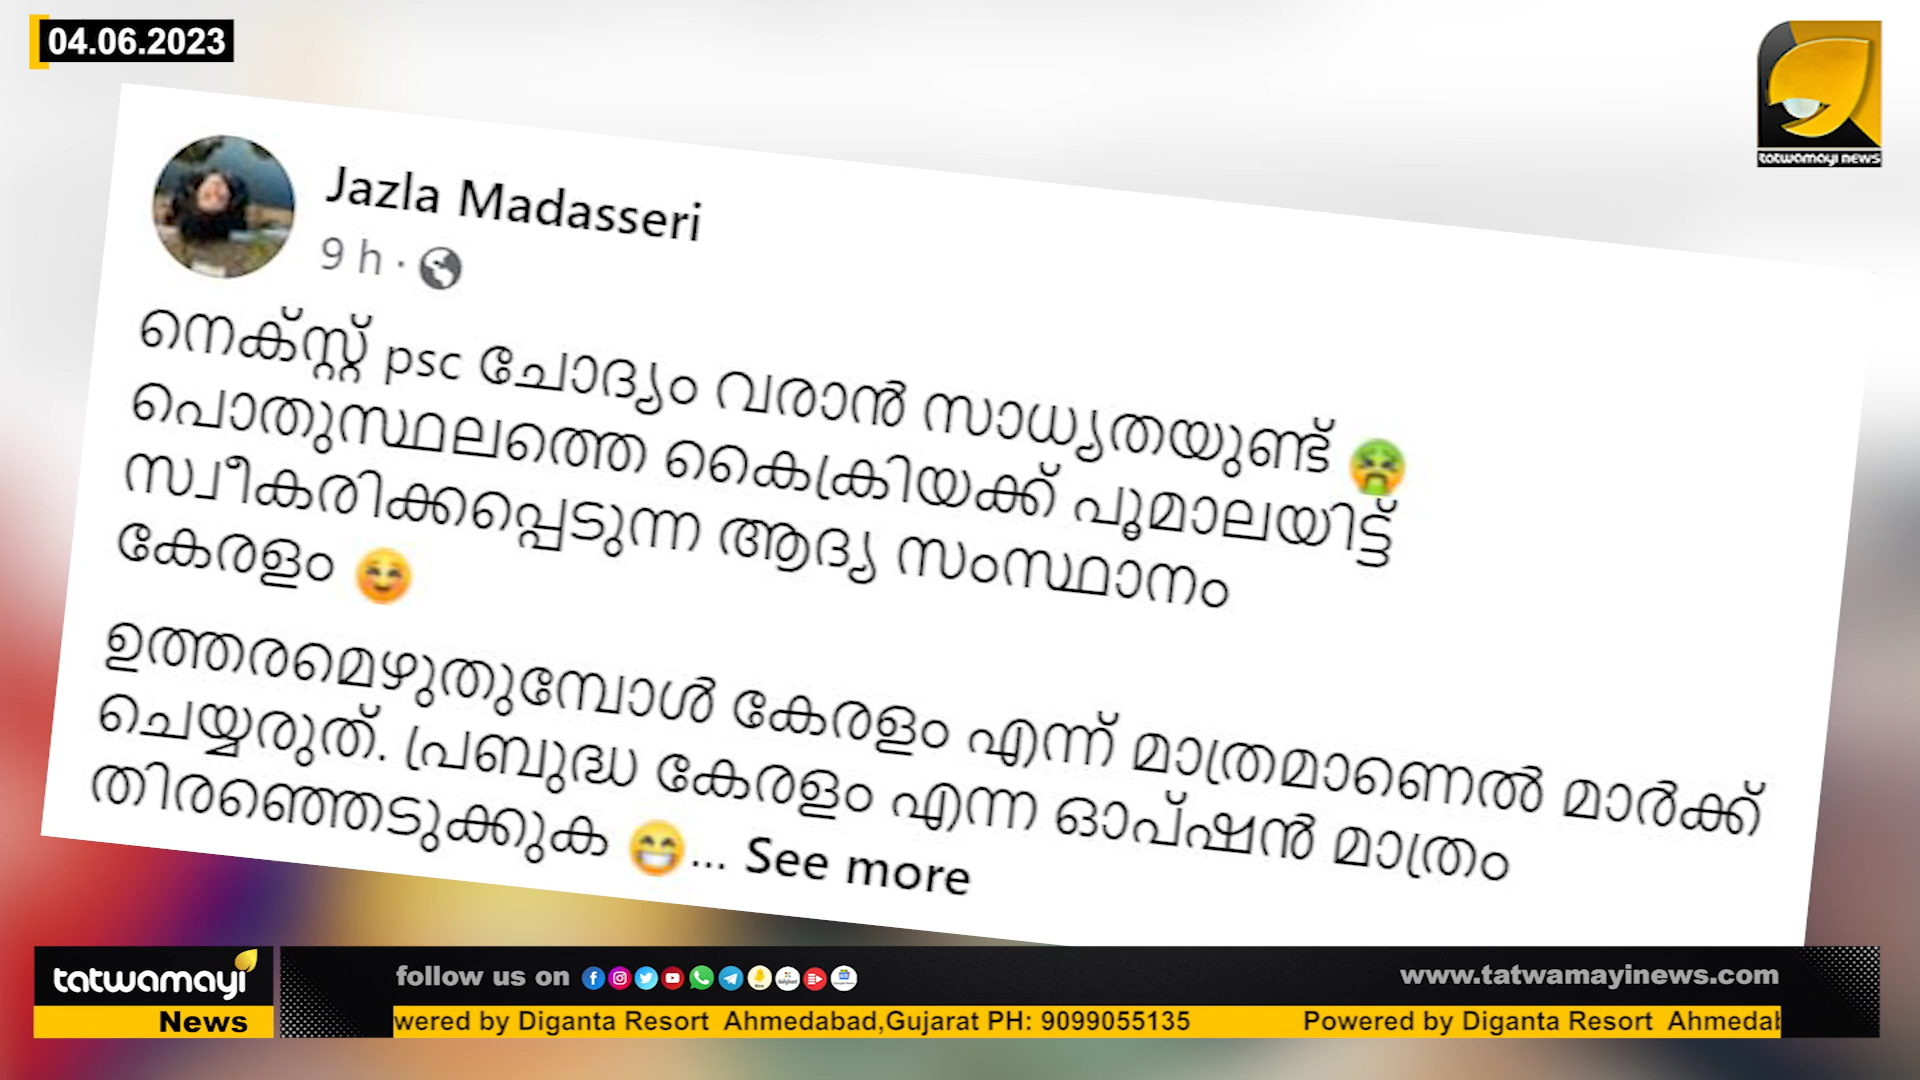 04.06.2023
tatwamayi news
Jazla Madasseri
9 h ·
നെക്സ്റ്റ് psc ചോദ്യം വരാൻ സാധ്യതയുണ്ട് 🤮
പൊതുസ്ഥലത്തെ കൈക്രിയക്ക് പൂമാലയിട്ട്
സ്വീകരിക്കപ്പെടുന്ന ആദ്യ സംസ്ഥാനം
കേരളം ☺️
ഉത്തരമെഴുതുമ്പോൾ കേരളം എന്ന് മാത്രമാണെൽ മാർക്ക്
ചെയ്യരുത്. പ്രബുദ്ധ കേരളം എന്ന ഓപ്ഷൻ മാത്രം
തിരഞ്ഞെടുക്കുക 😁... See more
tatwamayi
News
follow us on
www.tatwamayinews.com
wered by Diganta Resort Ahmedabad,Gujarat PH: 9099055135 Powered by Diganta Resort Ahmedab